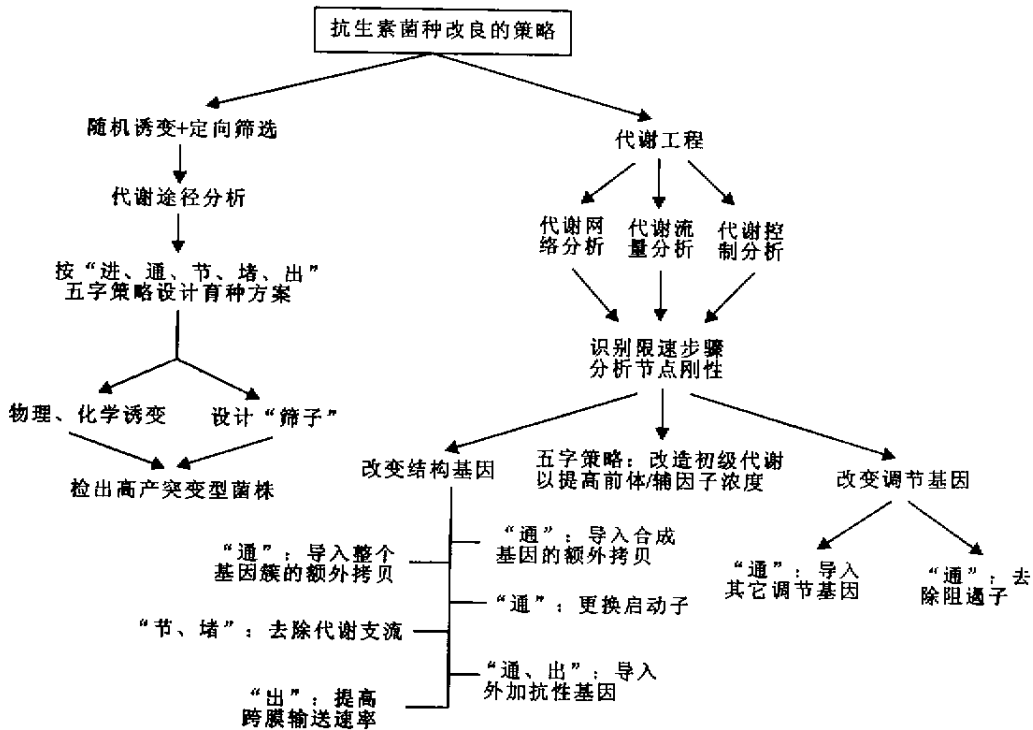 抗生素菌种改良的策略
随机诱变+定向筛选
代谢工程
代谢途径分析
代谢网
络分析
代谢流
量分析
代谢控
制分析
按“进、通、节、堵、出”
五字策略设计育种方案
识别限速步骤
分析节点刚性
物理、化学诱变
设计“筛子”
检出高产突变型菌株
改变结构基因
五字策略：改造初级代谢
以提高前体/辅因子浓度
改变调节基因
“通”：导入整个
基因簇的额外拷贝
“通”：导入合成
基因的额外拷贝
“通”：导入
其它调节基因
“通”：去
除阻遏子
“通”：更换启动子
“节、堵”：去除代谢支流
“通、出”：导入
外加抗性基因
“出”：提高
跨膜输送速率